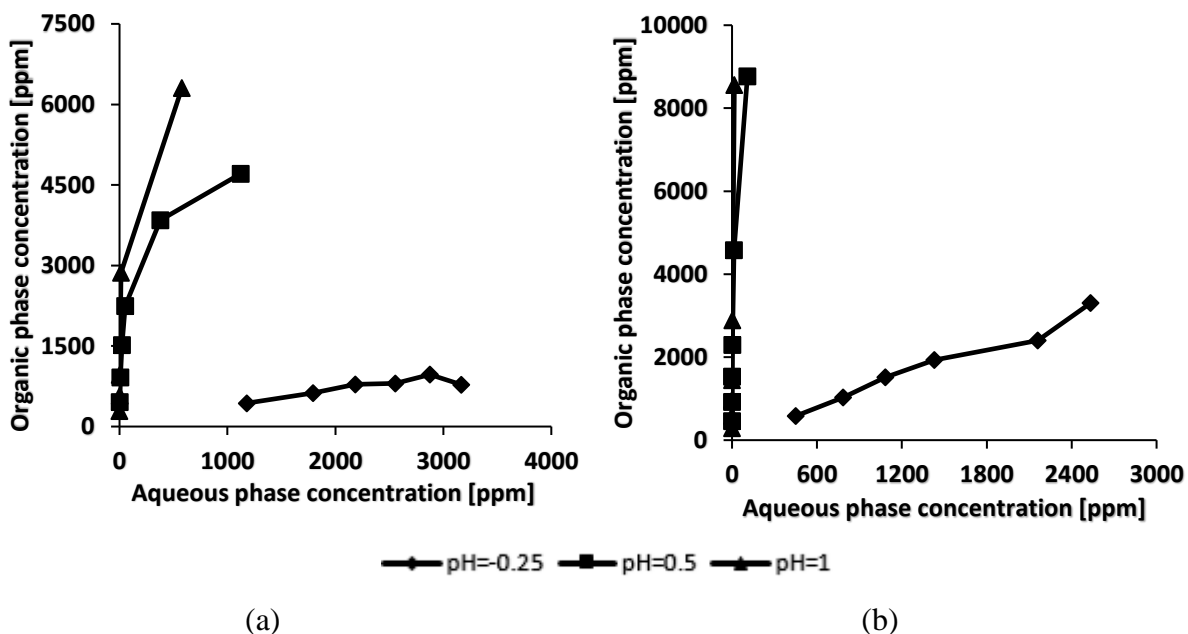 Organic phase concentration [ppm]
7500
6000
4500
3000
1500
0
0 1000 2000 3000 4000
Aqueous phase concentration [ppm]
Organic phase concentration [ppm]
10000
8000
6000
4000
2000
0
0 600 1200 1800 2400 3000
Aqueous phase concentration [ppm]
pH=-0.25 pH=0.5 pH=1
(a) (b)